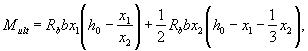 M_ult = R_b b x_1 ( h_0 − x_1/x_2 ) + 1/2 R_b b x_2 ( h_0 − x_1 − 1/3 x_2 ),